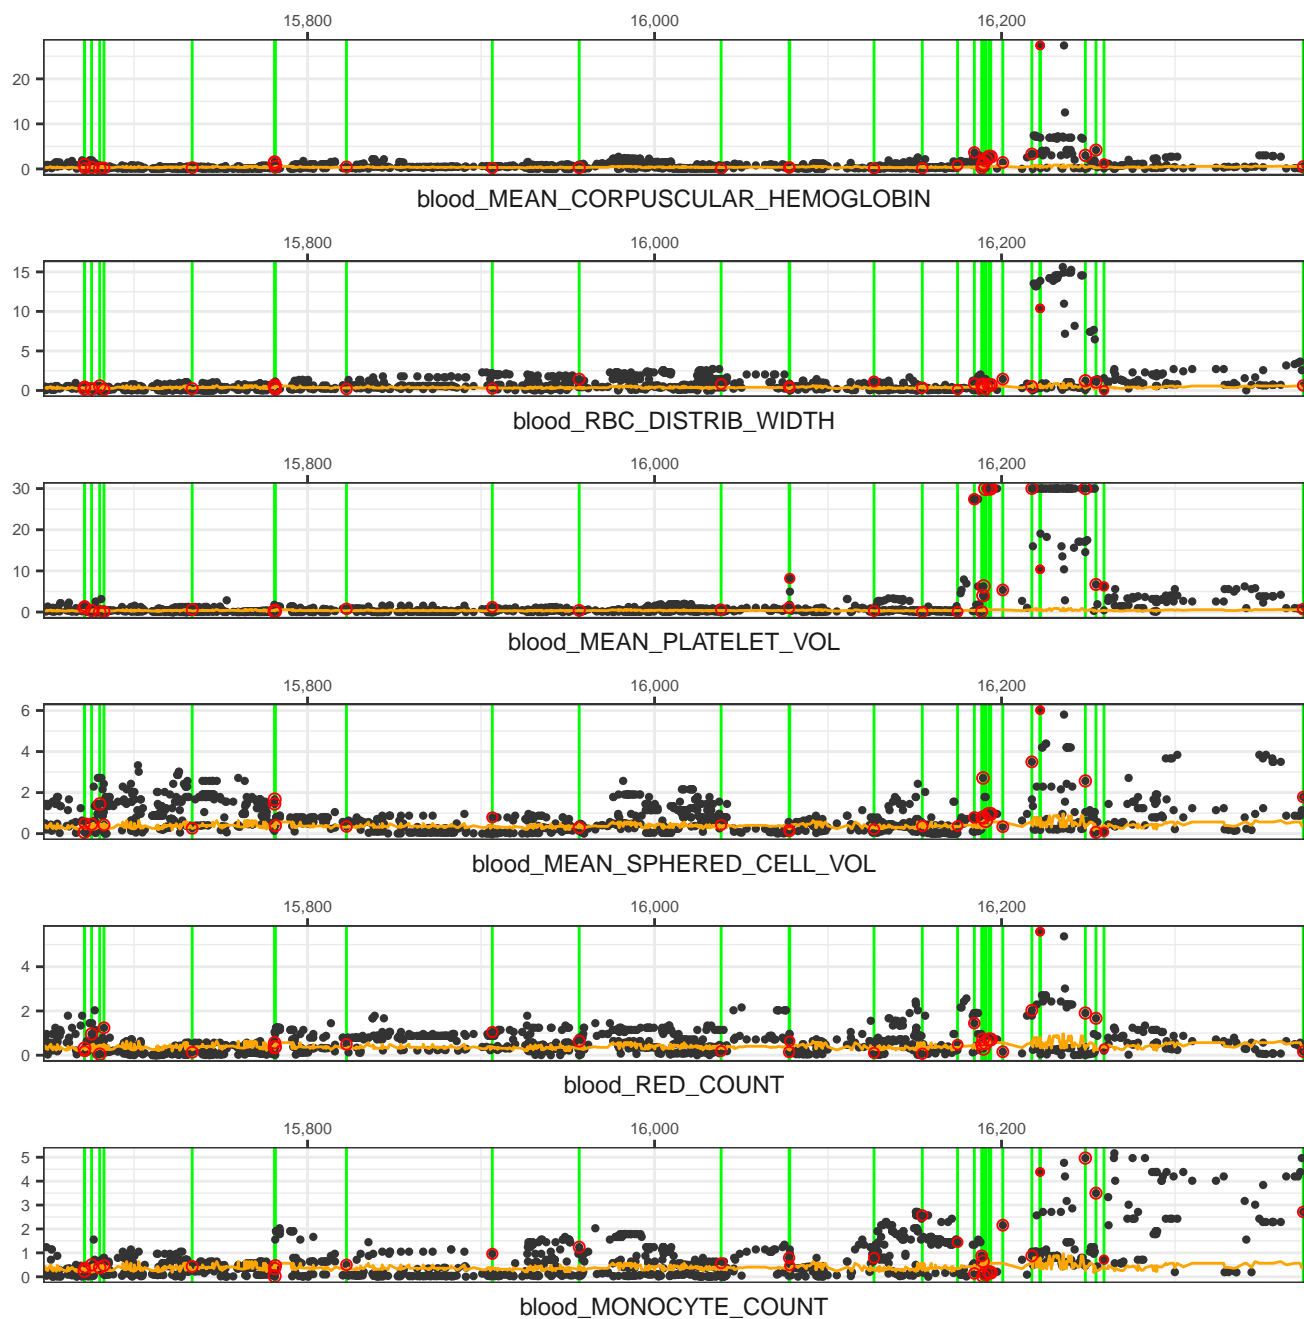 15,800 16,000 16,200
20
10
0
blood_MEAN_CORPUSCULAR_HEMOGLOBIN
15,800 16,000 16,200
15
10
5
0
blood_RBC_DISTRIB_WIDTH
15,800 16,000 16,200
30
20
10
0
blood_MEAN_PLATELET_VOL
15,800 16,000 16,200
6
4
2
0
blood_MEAN_SPHERED_CELL_VOL
15,800 16,000 16,200
4
2
0
blood_RED_COUNT
15,800 16,000 16,200
5
4
3
2
1
0
blood_MONOCYTE_COUNT